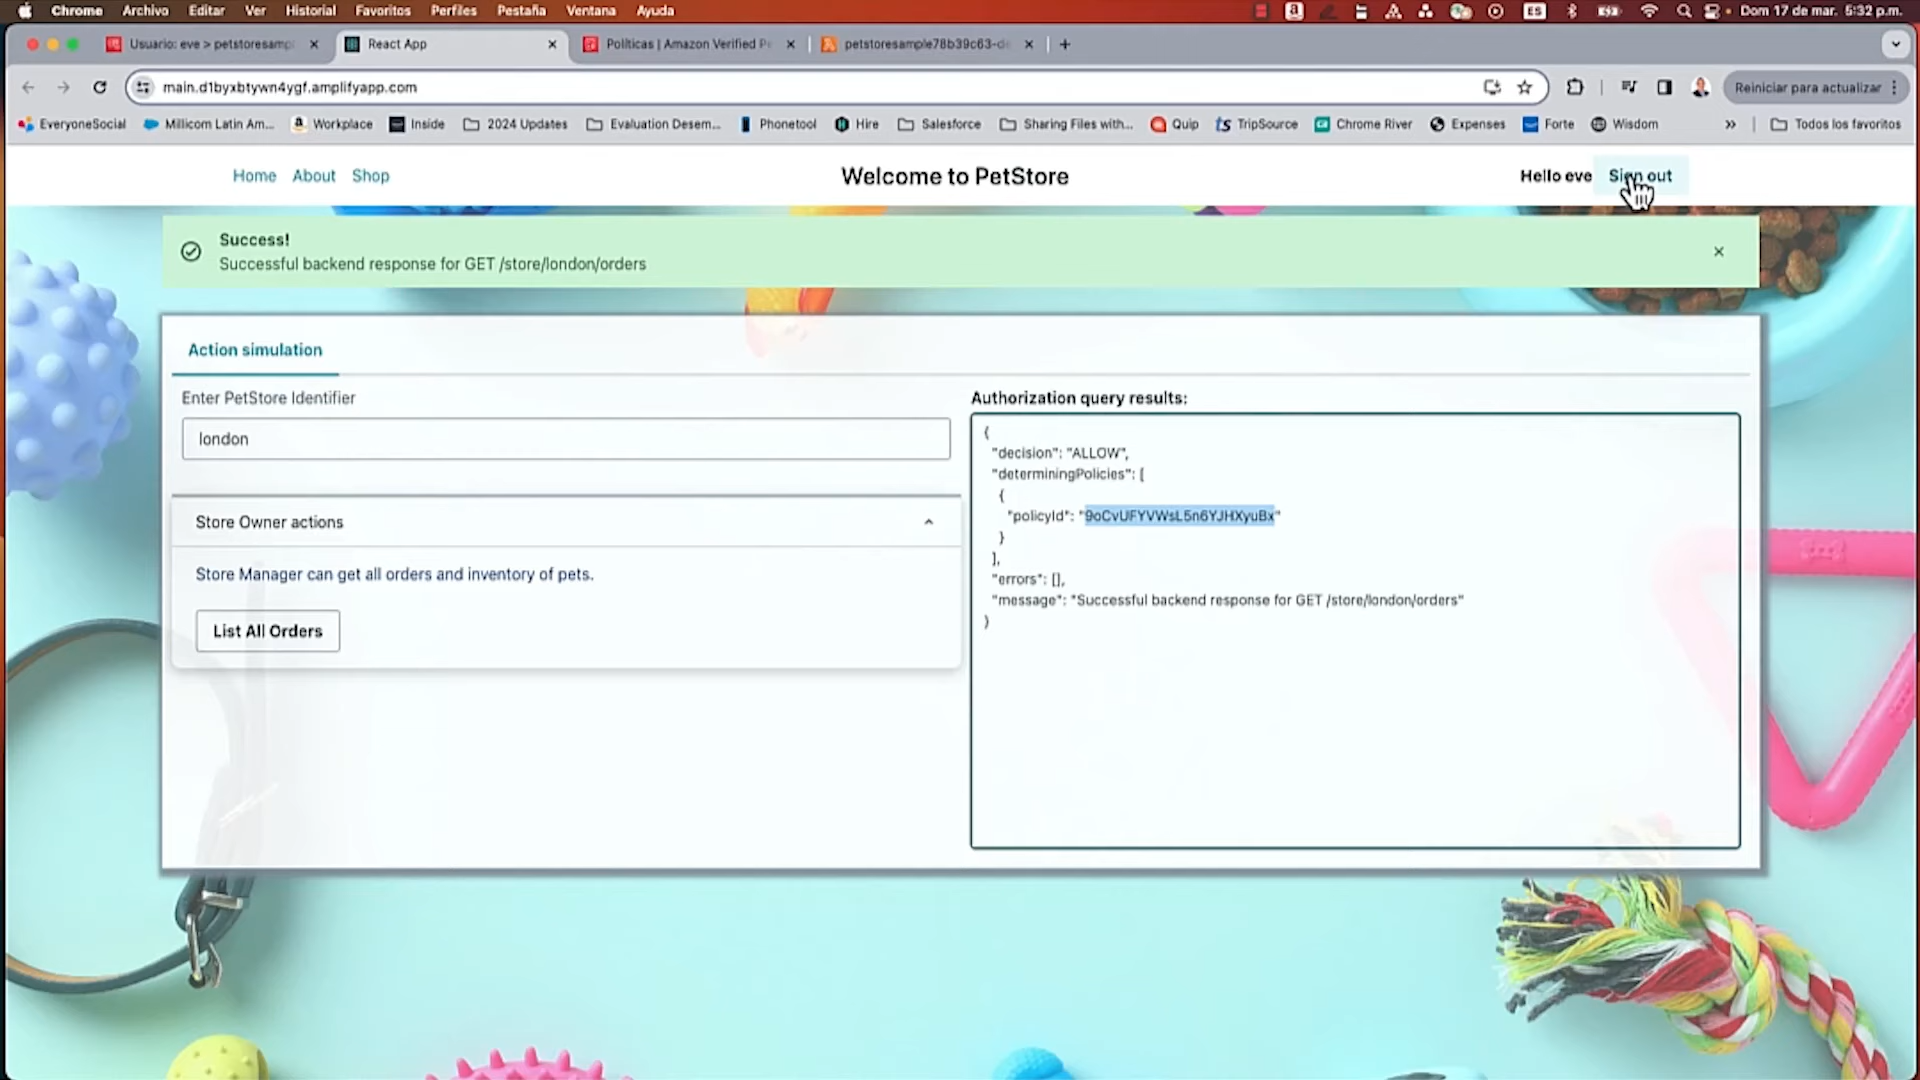 Chrome Archivo Editar Ver Historial Favoritos Perfiles Pestaña Ventana Ayuda ES Dom 17 de mar. 5:32 p.m.
Usuario: eve > petstoresamp
React App
Políticas | Amazon Verified Pe
petstoresample78b39c63-de
main.d1byxbtywn4ygf.amplifyapp.com
Reiniciar para actualizar
EveryoneSocial Millicom Latin Am... Workplace Inside 2024 Updates Evaluation Desem... Phonetool Hire Salesforce Sharing Files with... Quip TripSource Chrome River Expenses Forte Wisdom » Todos los favoritos
Home About Shop
Welcome to PetStore
Hello eve Sign out
Success!
Successful backend response for GET /store/london/orders
Action simulation
Enter PetStore Identifier
london
Store Owner actions
Store Manager can get all orders and inventory of pets.
List All Orders
Authorization query results:
{
"decision": "ALLOW",
"determiningPolicies": [
{
"policyId": "9oCvUFYVWsL5n6YJHXyuBx"
}
],
"errors": [],
"message": "Successful backend response for GET /store/london/orders"
}